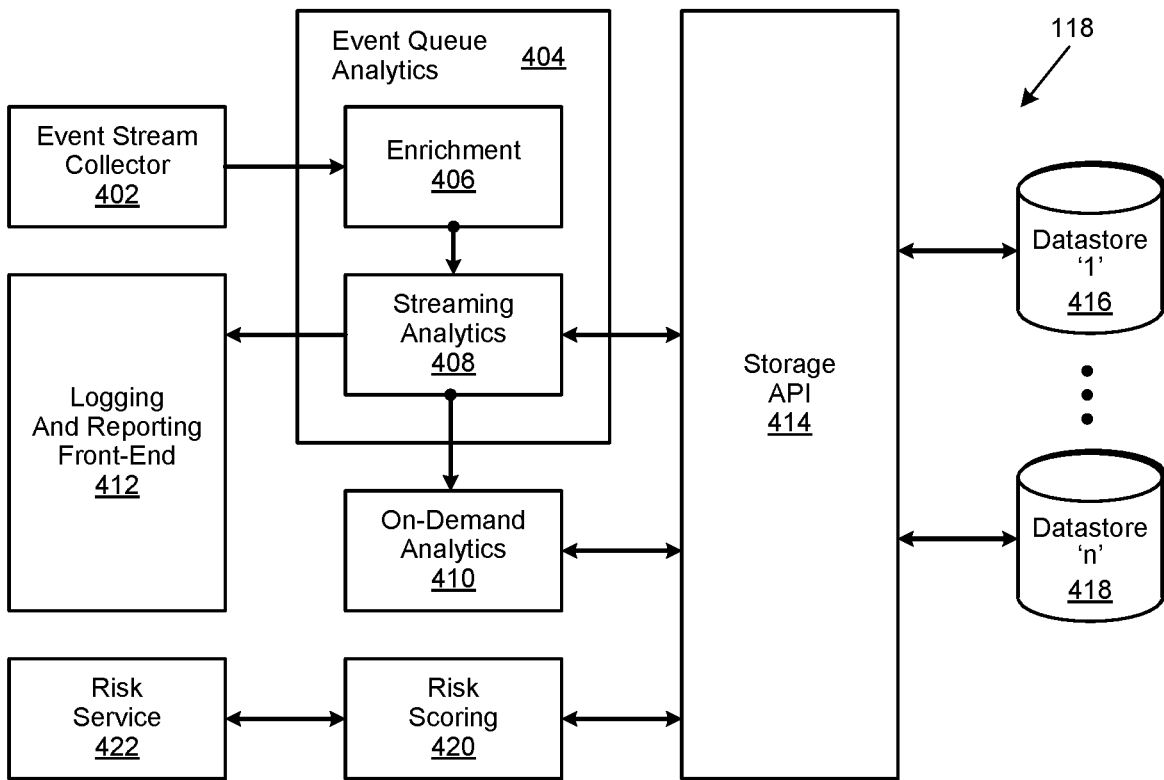 Event Queue
Analytics
404
118
Event Stream
Collector
402
Enrichment
406
Datastore
‘1’
416
Streaming
Analytics
408
Storage
API
414
Logging
And Reporting
Front-End
412
On-Demand
Analytics
410
Datastore
‘n’
418
Risk
Service
422
Risk
Scoring
420